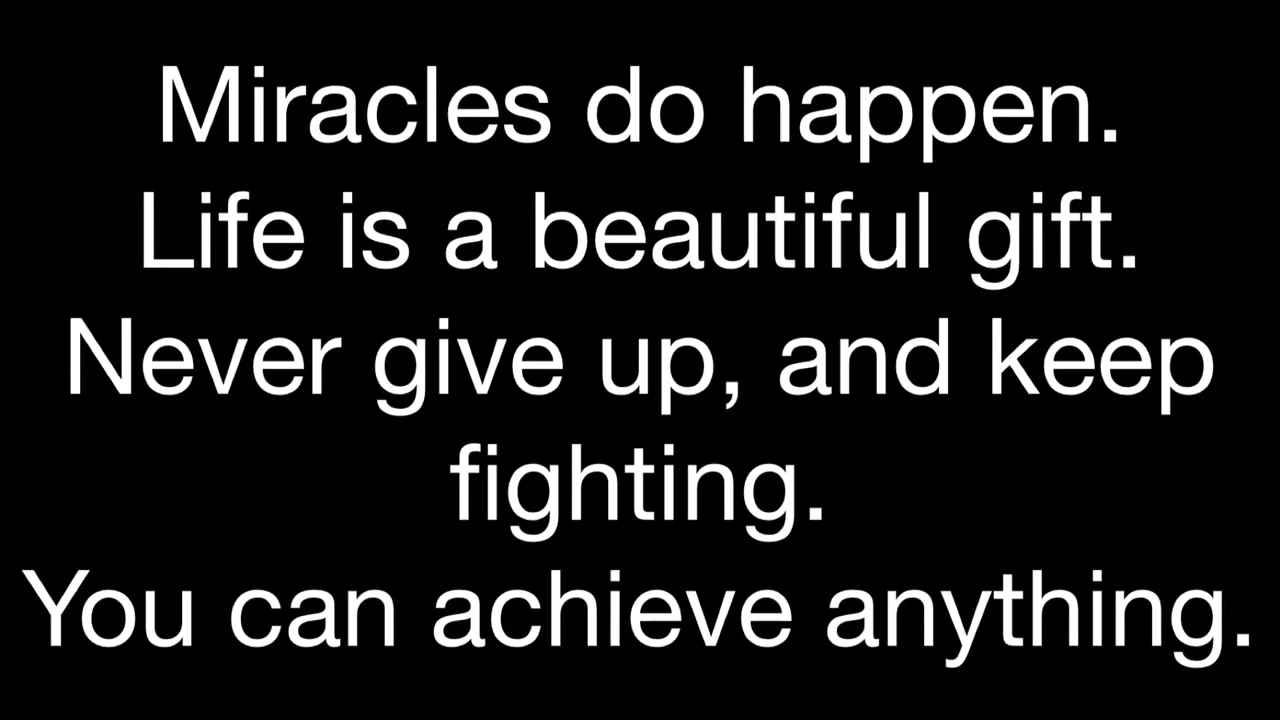 Miracles do happen.
Life is a beautiful gift.
Never give up, and keep
fighting.
You can achieve anything.